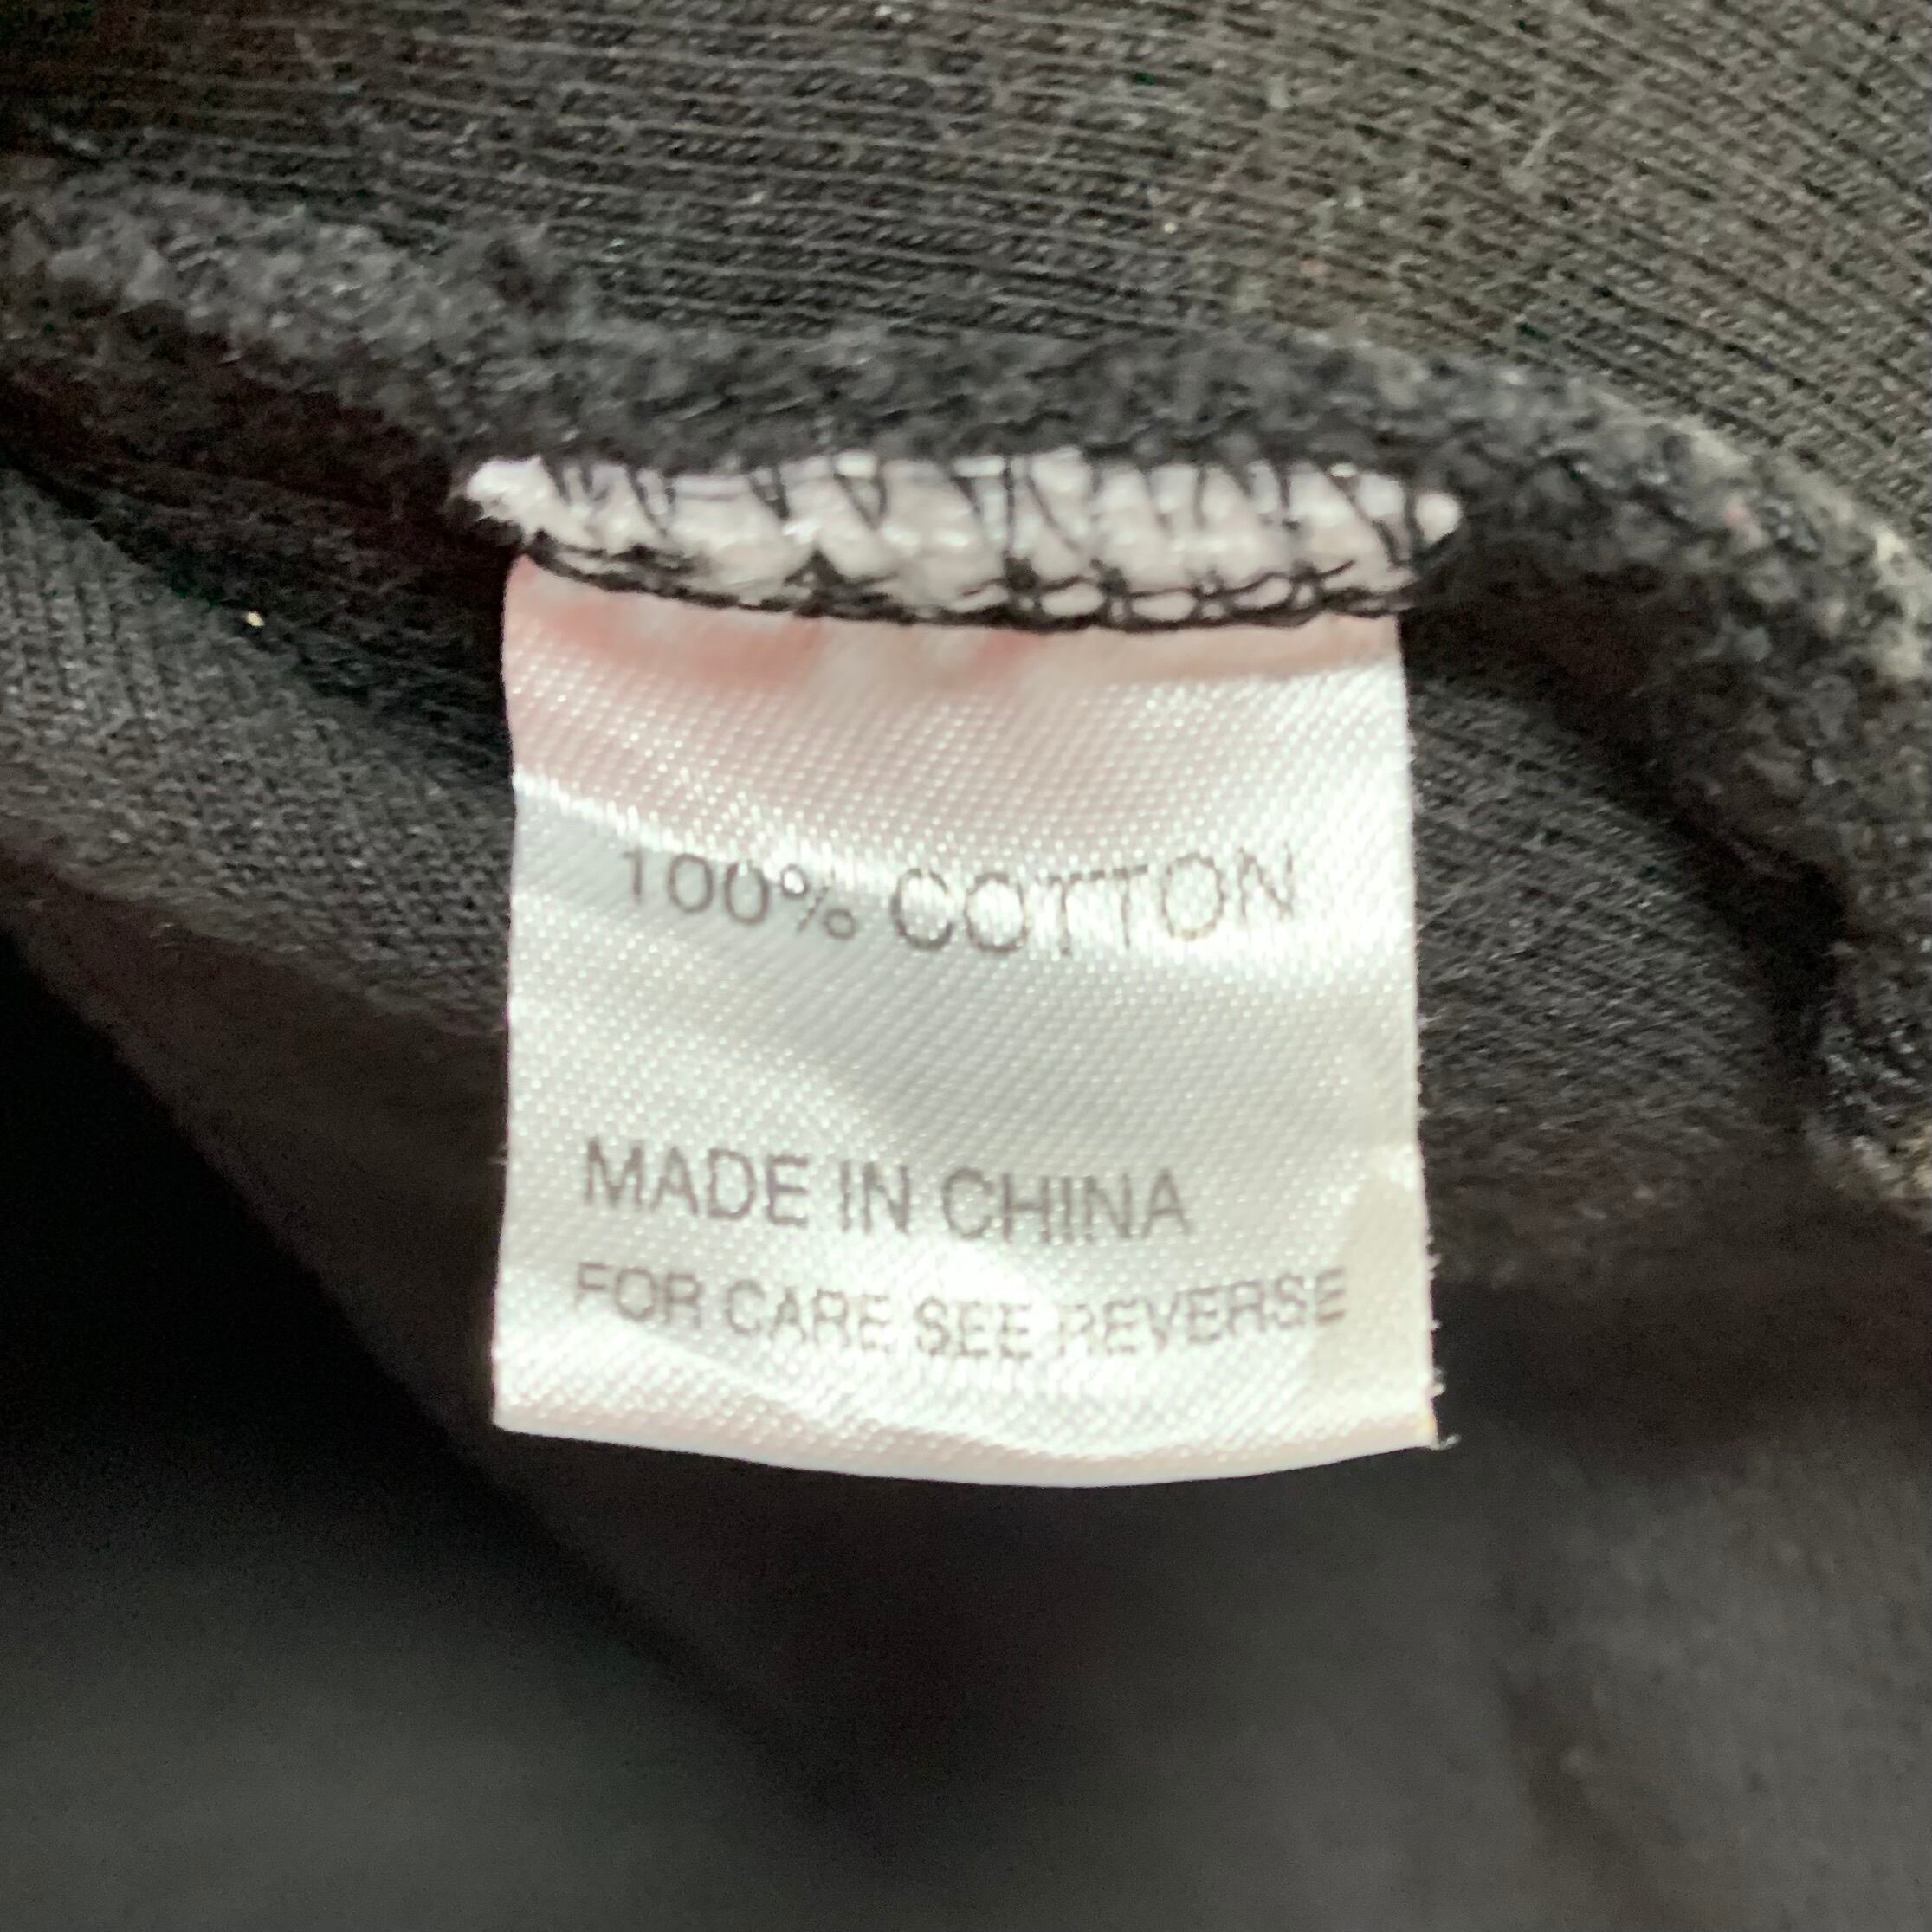 100% COTTON
MADE IN CHINA
FOR CARE SEE REVERSE